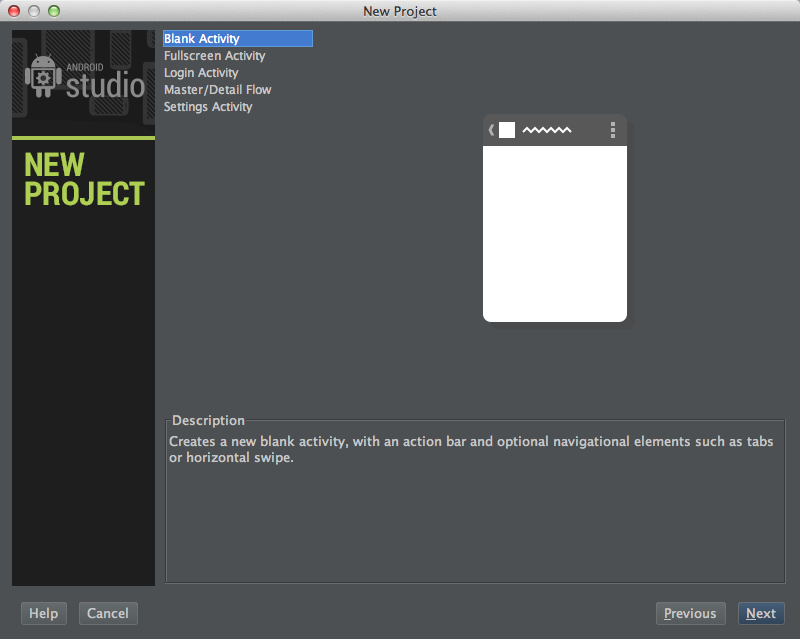 New Project
ANDROID
studio
NEW
PROJECT
Blank Activity
Fullscreen Activity
Login Activity
Master/Detail Flow
Settings Activity
Description
Creates a new blank activity, with an action bar and optional navigational elements such as tabs
or horizontal swipe.
Help
Cancel
Previous
Next